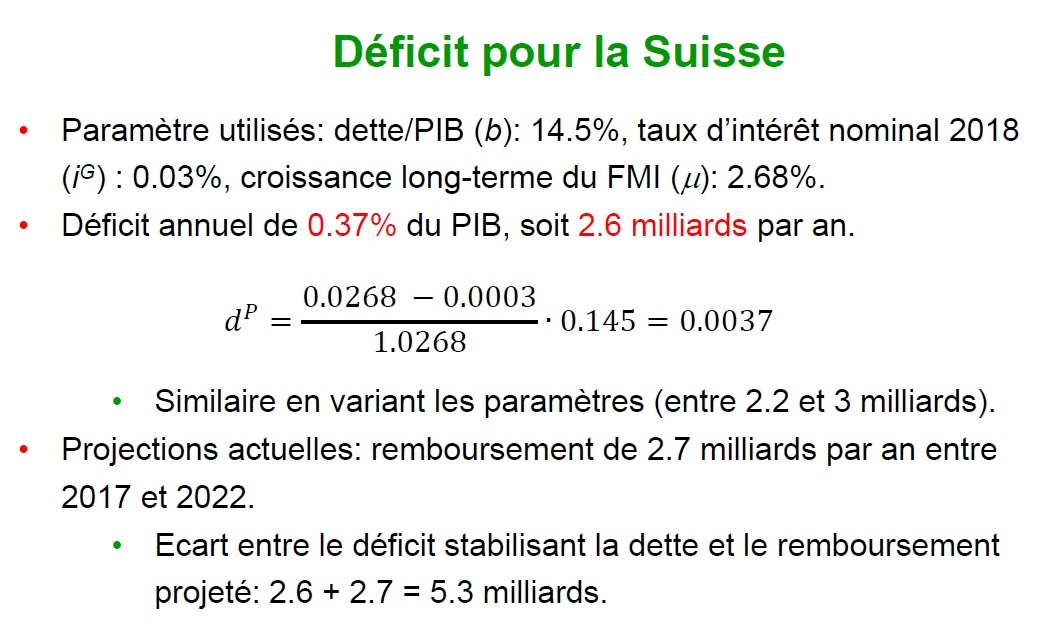 Déficit pour la Suisse
• Paramètre utilisés: dette/PIB (b): 14.5%, taux d’intérêt nominal 2018
(iᴳ) : 0.03%, croissance long-terme du FMI (μ): 2.68%.
• Déficit annuel de 0.37% du PIB, soit 2.6 milliards par an.
dᴾ = (0.0268 − 0.0003) / 1.0268 · 0.145 = 0.0037
• Similaire en variant les paramètres (entre 2.2 et 3 milliards).
• Projections actuelles: remboursement de 2.7 milliards par an entre
2017 et 2022.
• Ecart entre le déficit stabilisant la dette et le remboursement
projeté: 2.6 + 2.7 = 5.3 milliards.